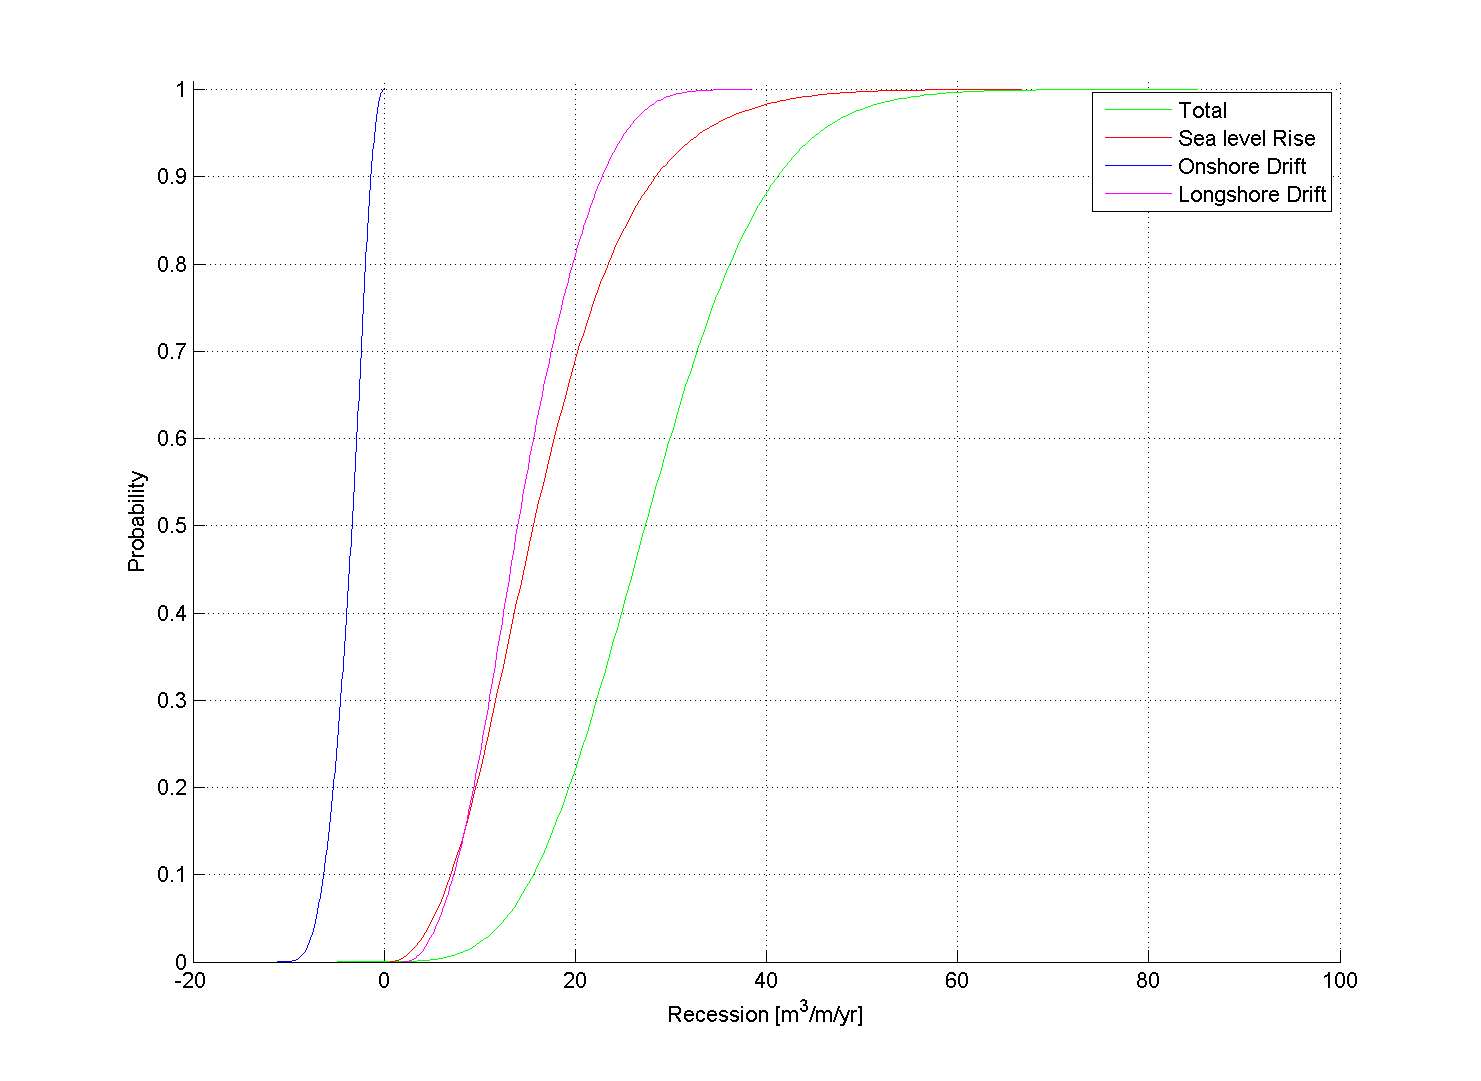 1
0.9
0.8
0.7
0.6
0.5
0.4
0.3
0.2
0.1
0
Probability
-20 0 20 40 60 80 100
Recession [m³/m/yr]
Total
Sea level Rise
Onshore Drift
Longshore Drift